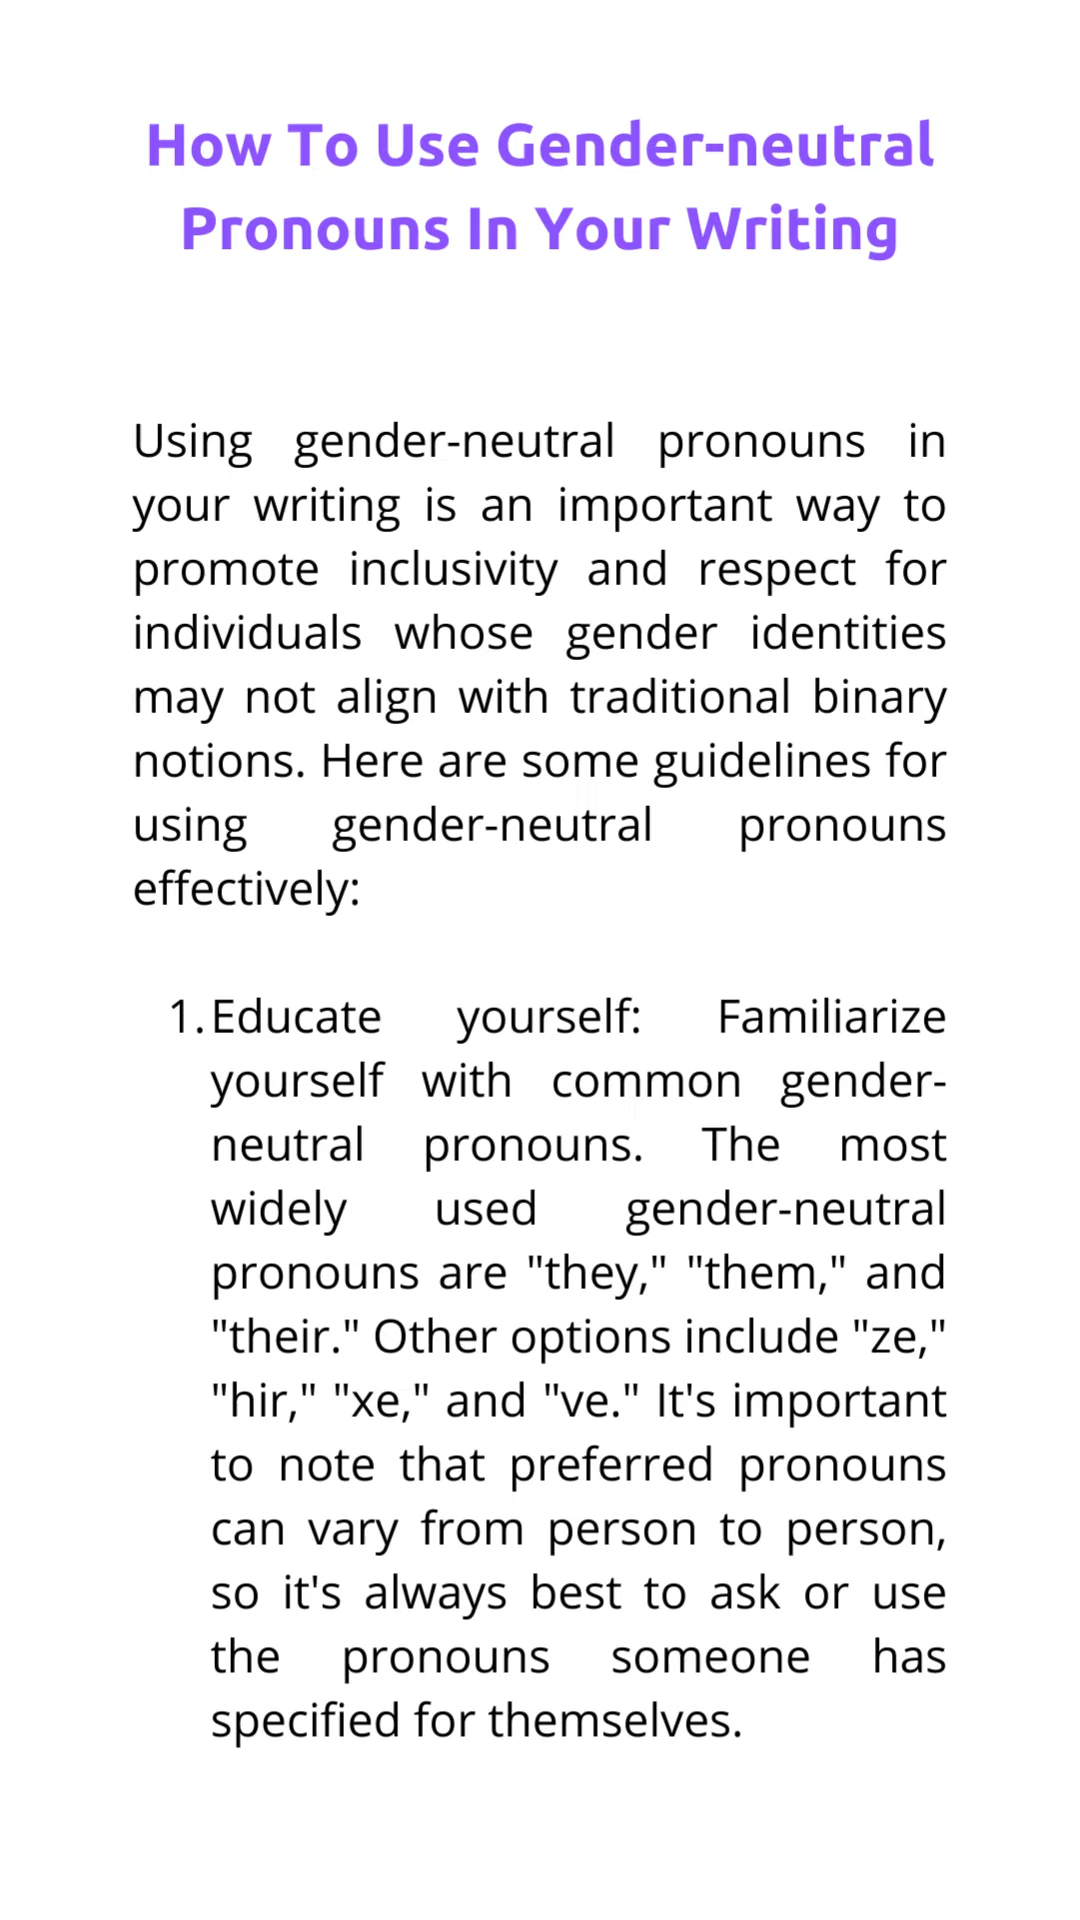 How To Use Gender-neutral
Pronouns In Your Writing
Using gender-neutral pronouns in
your writing is an important way to
promote inclusivity and respect for
individuals whose gender identities
may not align with traditional binary
notions. Here are some guidelines for
using gender-neutral pronouns
effectively:
1. Educate yourself: Familiarize
yourself with common gender-
neutral pronouns. The most
widely used gender-neutral
pronouns are "they," "them," and
"their." Other options include "ze,"
"hir," "xe," and "ve." It's important
to note that preferred pronouns
can vary from person to person,
so it's always best to ask or use
the pronouns someone has
specified for themselves.